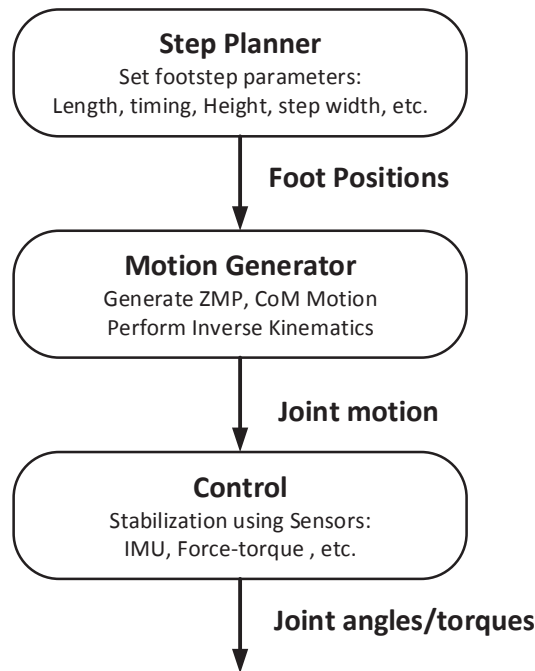 Step Planner
Set footstep parameters:
Length, timing, Height, step width, etc.
Foot Positions
Motion Generator
Generate ZMP, CoM Motion
Perform Inverse Kinematics
Joint motion
Control
Stabilization using Sensors:
IMU, Force-torque , etc.
Joint angles/torques